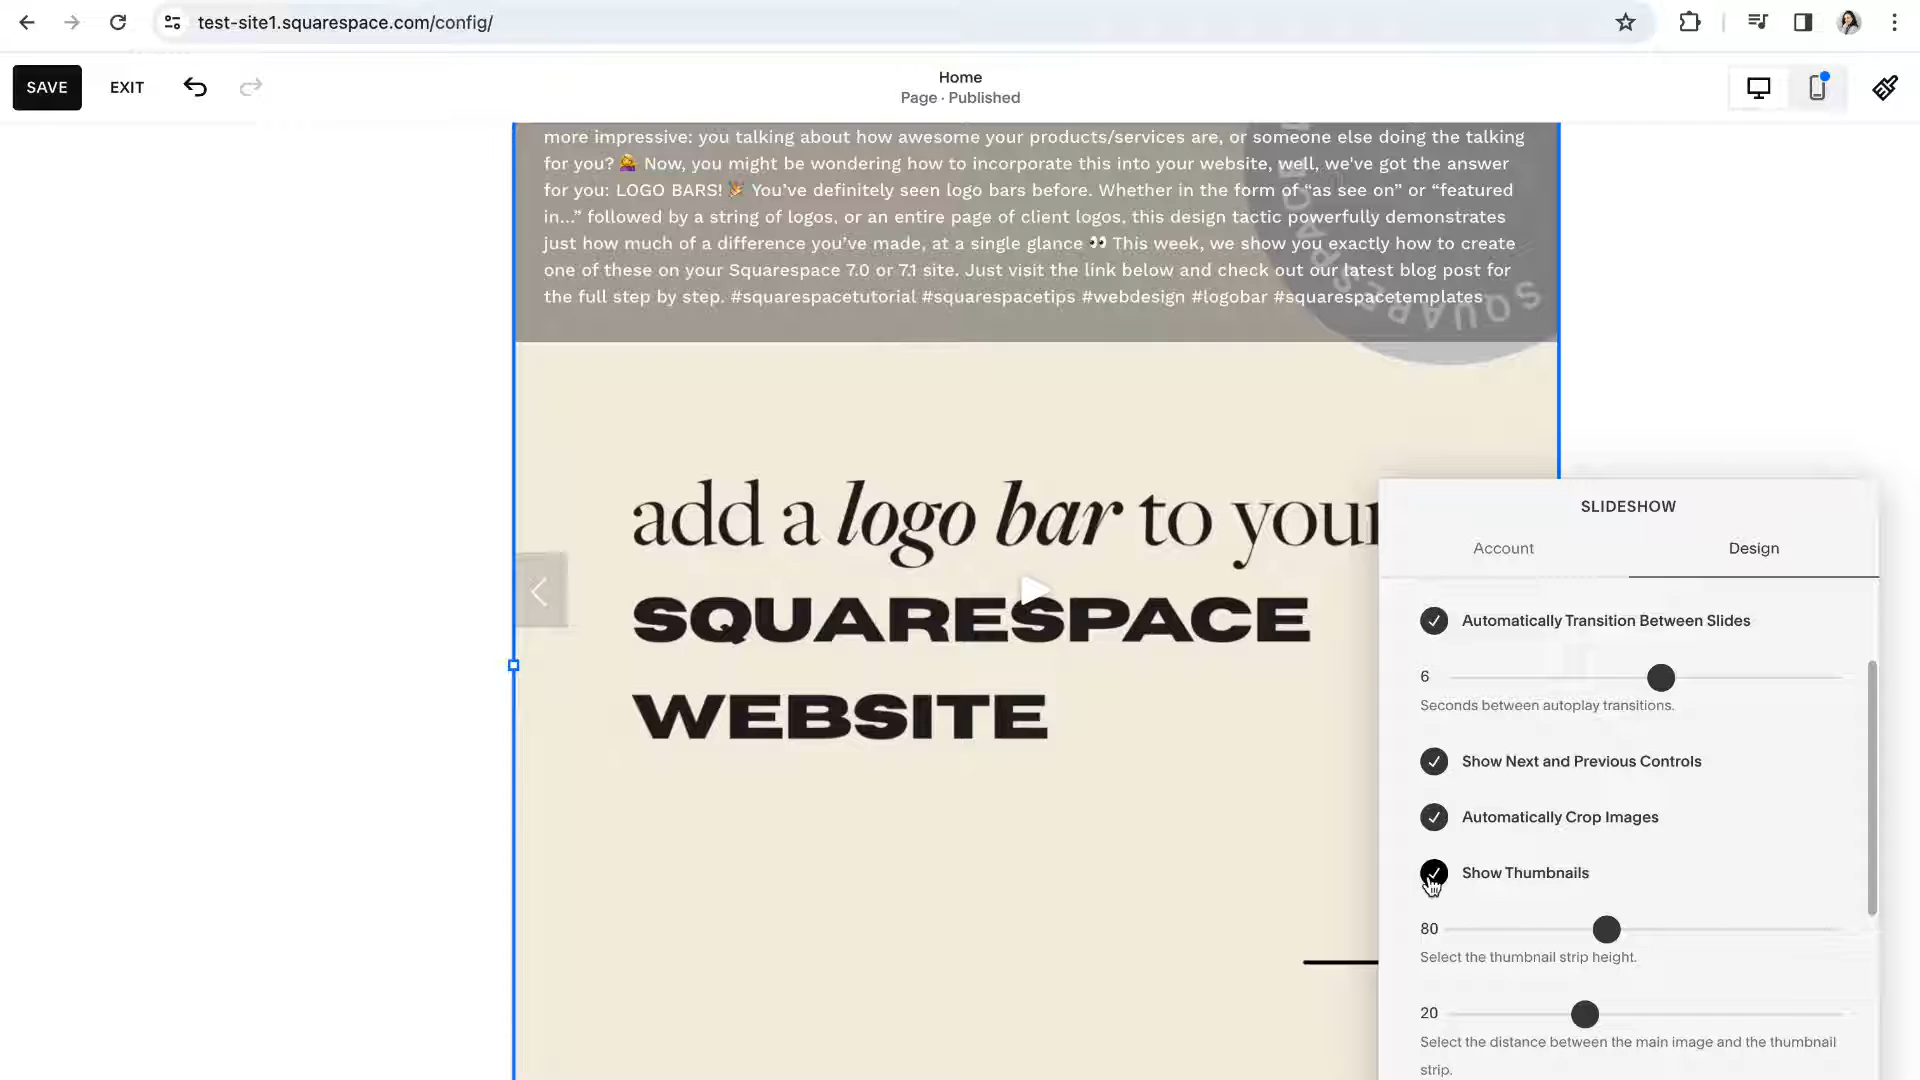 test-site1.squarespace.com/config/
SAVE
EXIT
Home
Page · Published
more impressive: you talking about how awesome your products/services are, or someone else doing the talking
for you? 🤷‍♀️ Now, you might be wondering how to incorporate this into your website, well, we've got the answer
for you: LOGO BARS! 🎉 You’ve definitely seen logo bars before. Whether in the form of “as see on” or “featured
in...” followed by a string of logos, or an entire page of client logos, this design tactic powerfully demonstrates
just how much of a difference you’ve made, at a single glance 👀 This week, we show you exactly how to create
one of these on your Squarespace 7.0 or 7.1 site. Just visit the link below and check out our latest blog post for
the full step by step. #squarespacetutorial #squarespacetips #webdesign #logobar #squarespacetemplates
SQUARESPACE
add a logo bar to your
SQUARESPACE
WEBSITE
SLIDESHOW
Account
Design
Automatically Transition Between Slides
6
Seconds between autoplay transitions.
Show Next and Previous Controls
Automatically Crop Images
Show Thumbnails
80
Select the thumbnail strip height.
20
Select the distance between the main image and the thumbnail
strip.